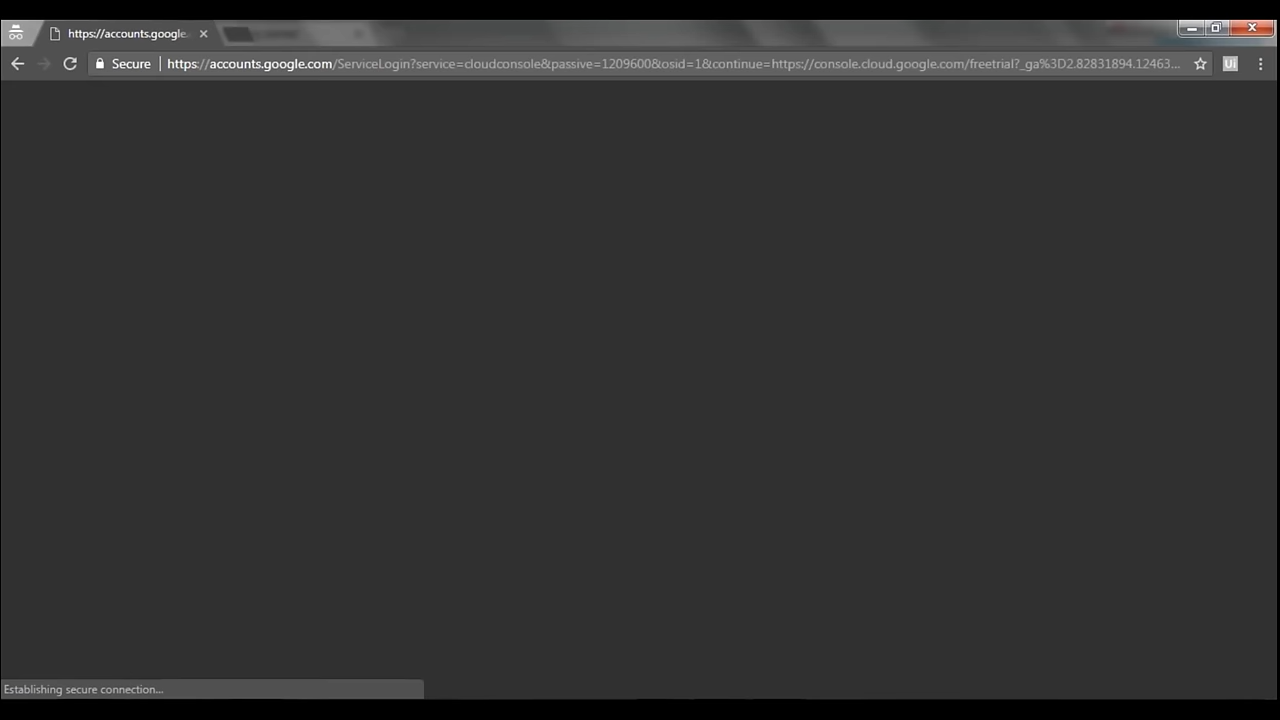 https://accounts.google.
Secure
https://accounts.google.com/ServiceLogin?service=cloudconsole&passive=1209600&osid=1&continue=https://console.cloud.google.com/freetrial?_ga%3D2.82831894.12463...
Ui
Establishing secure connection...